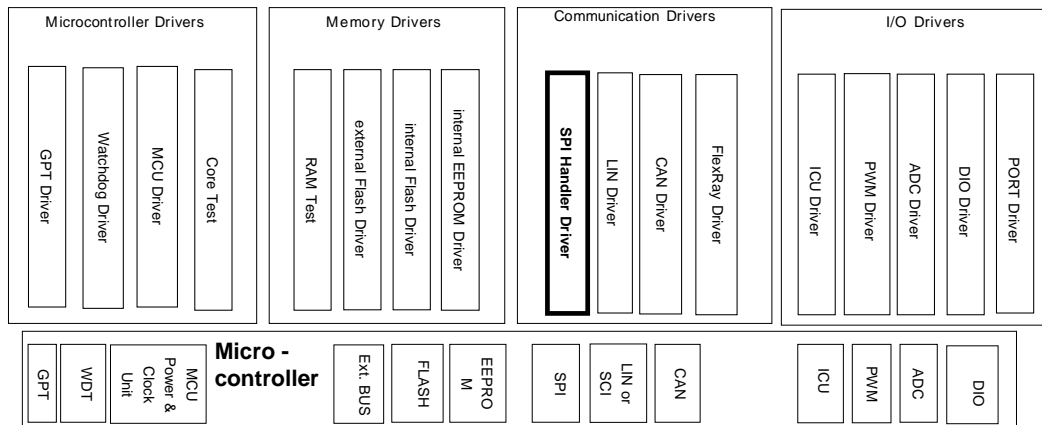 Microcontroller Drivers
Memory Drivers
Communication Drivers
I/O Drivers
GPT Driver
Watchdog Driver
MCU Driver
Core Test
RAM Test
external Flash Driver
internal Flash Driver
internal EEPROM Driver
SPI Handler Driver
LIN Driver
CAN Driver
FlexRay Driver
ICU Driver
PWM Driver
ADC Driver
DIO Driver
PORT Driver
GPT
WDT
MCU
Power &
Clock
Unit
Micro -
controller
Ext. BUS
FLASH
EEPRO
M
SPI
LIN or
SCI
CAN
ICU
PWM
ADC
DIO